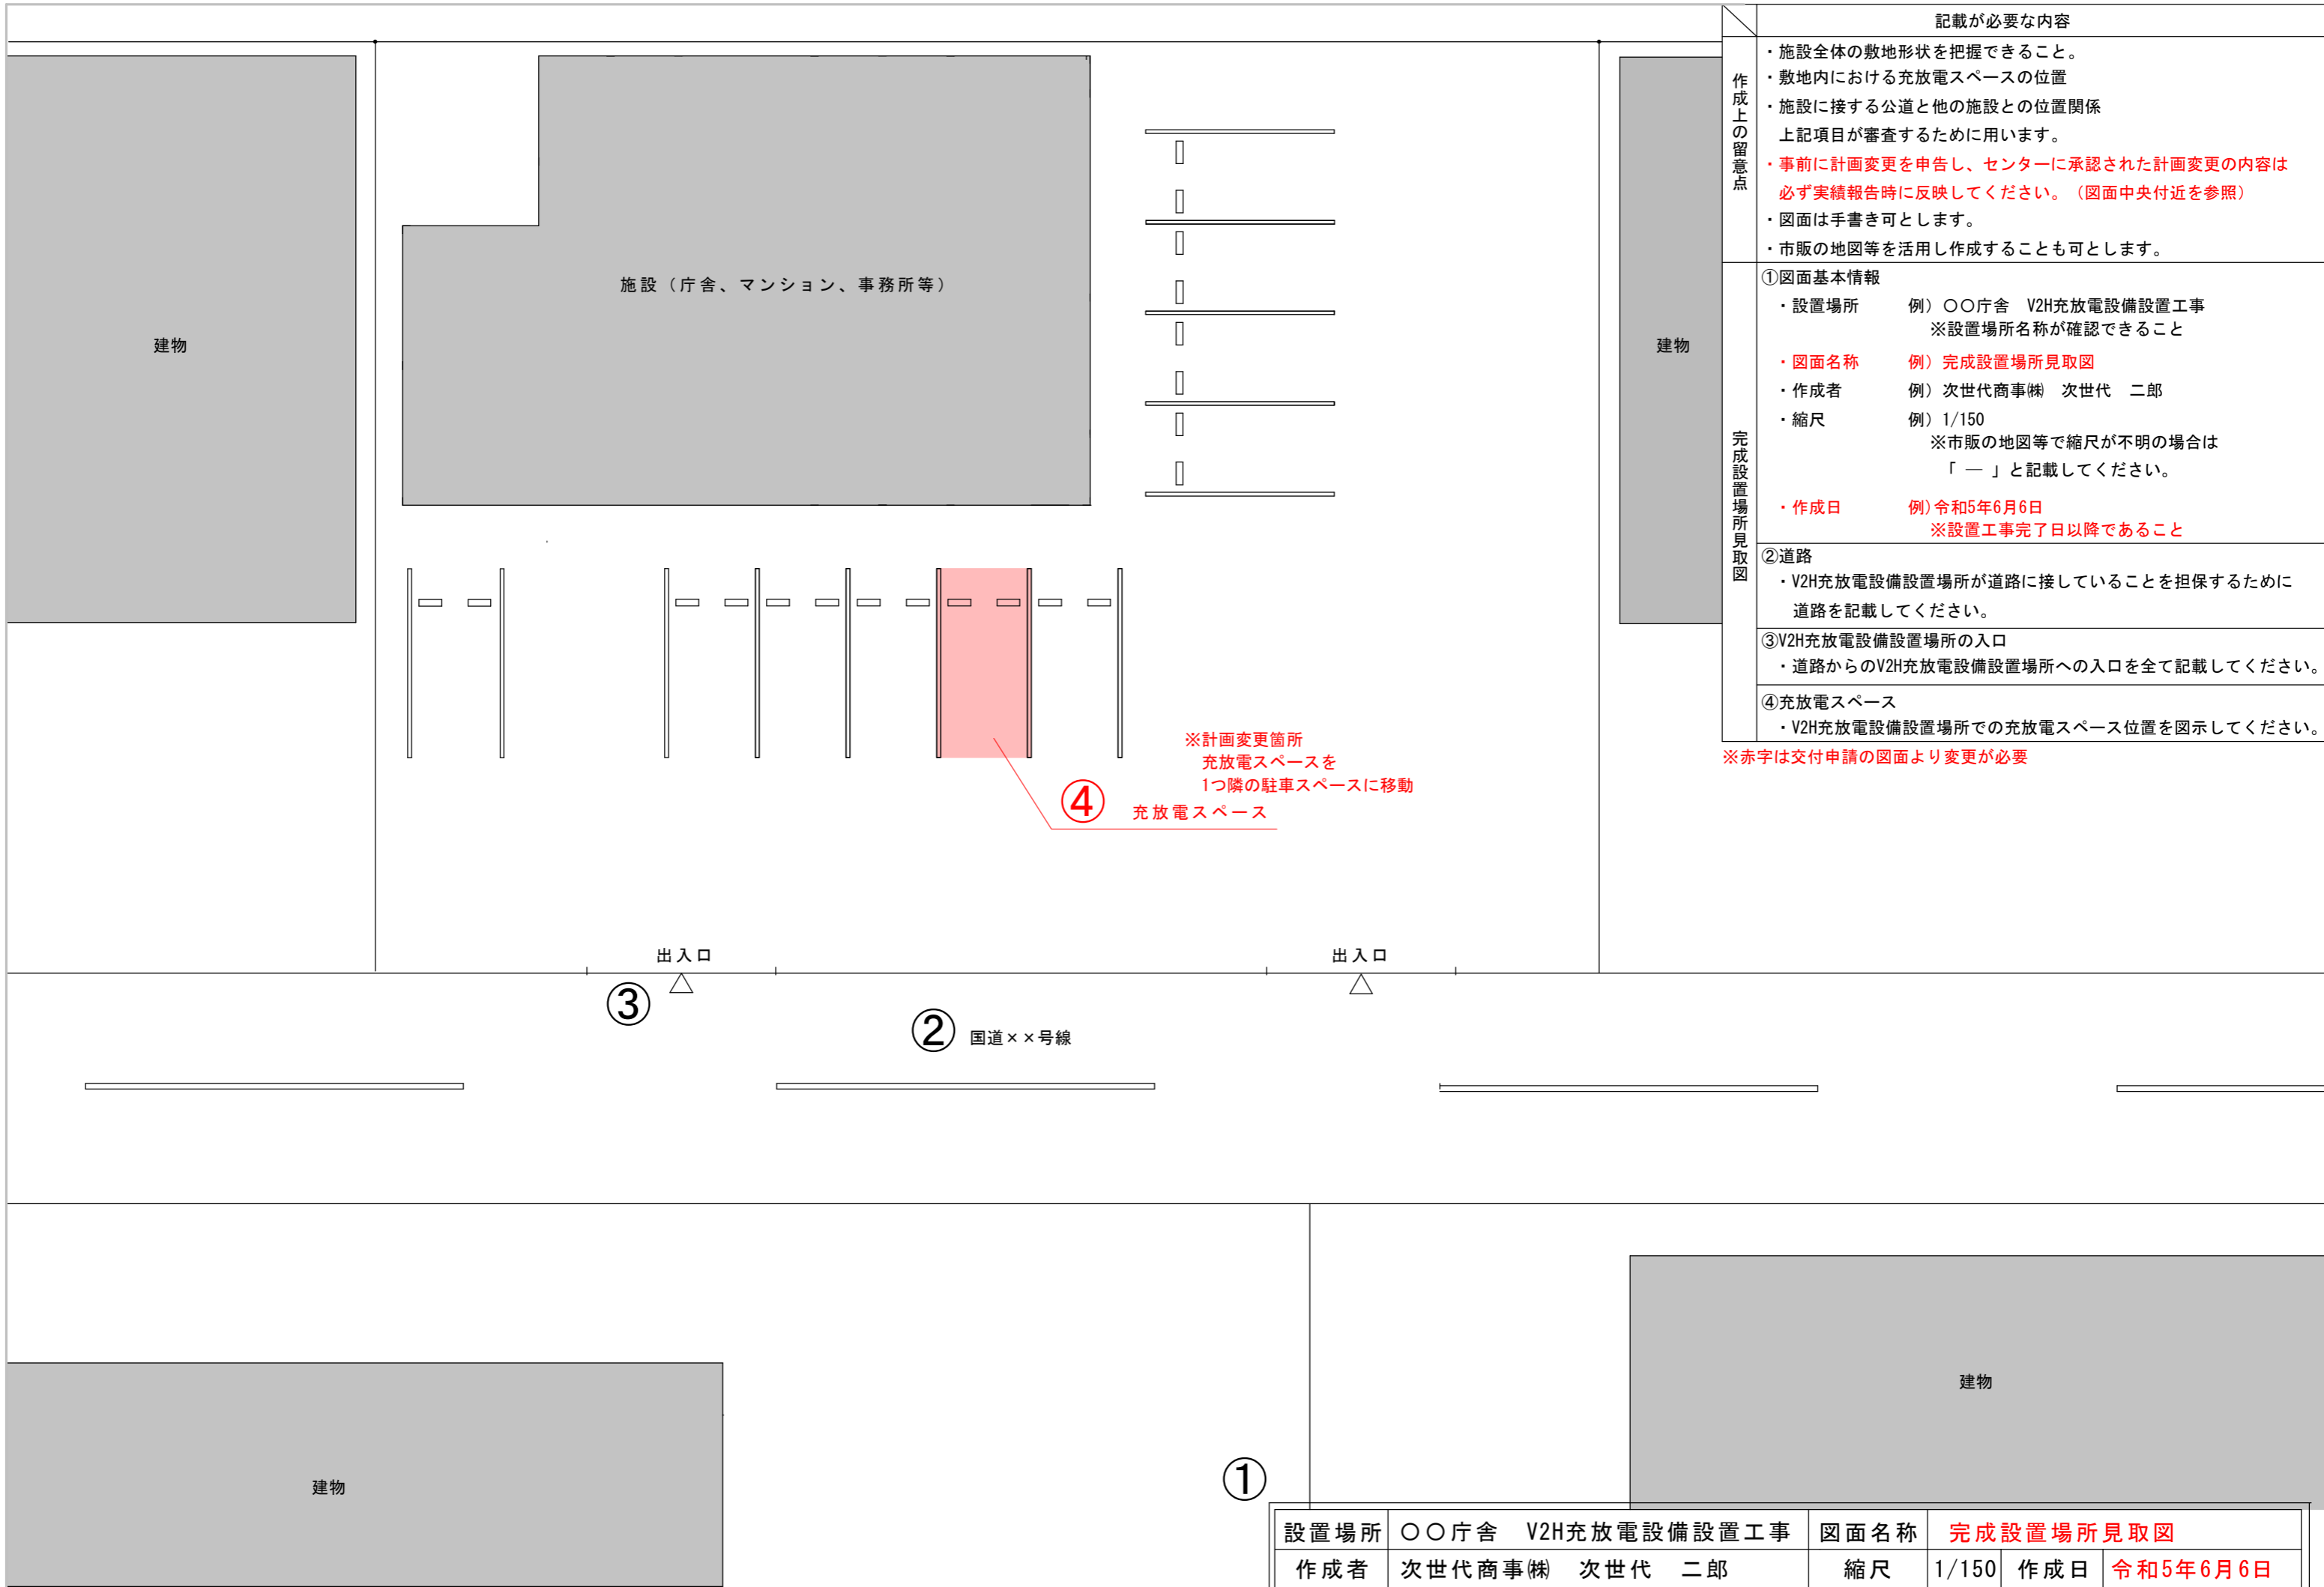 記載が必要な内容
作成上の留意点
・施設全体の敷地形状を把握できること。
・敷地内における充放電スペースの位置
・施設に接する公道と他の施設との位置関係
上記項目が審査するために用います。
・事前に計画変更を申告し、センターに承認された計画変更の内容は
必ず実績報告時に反映してください。（図面中央付近を参照）
・図面は手書き可とします。
・市販の地図等を活用し作成することも可とします。
完成設置場所見取図
①図面基本情報
・設置場所　例）〇〇庁舎　V2H充放電設備設置工事
※設置場所名称が確認できること
・図面名称　例）完成設置場所見取図
・作成者　例）次世代商事㈱　次世代　二郎
・縮尺　例）1/150
※市販の地図等で縮尺が不明の場合は
「 ― 」と記載してください。
・作成日　例)令和5年6月6日
※設置工事完了日以降であること
②道路
・V2H充放電設備設置場所が道路に接していることを担保するために
道路を記載してください。
③V2H充放電設備設置場所の入口
・道路からのV2H充放電設備設置場所への入口を全て記載してください。
④充放電スペース
・V2H充放電設備設置場所での充放電スペース位置を図示してください。
※赤字は交付申請の図面より変更が必要
建物
施設（庁舎、マンション、事務所等）
建物
※計画変更箇所
充放電スペースを
1つ隣の駐車スペースに移動
④　充放電スペース
出入口
出入口
③
②　国道××号線
建物
建物
①
設置場所　〇〇庁舎　V2H充放電設備設置工事　図面名称　完成設置場所見取図
作成者　次世代商事㈱　次世代　二郎　縮尺　1/150　作成日　令和5年6月6日